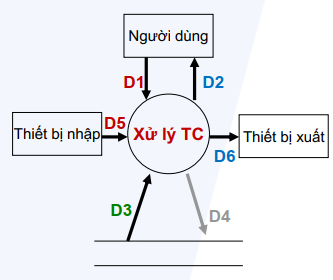 Người dùng
D1
D2
Thiết bị nhập
D5
Xử lý TC
D6
Thiết bị xuất
D3
D4